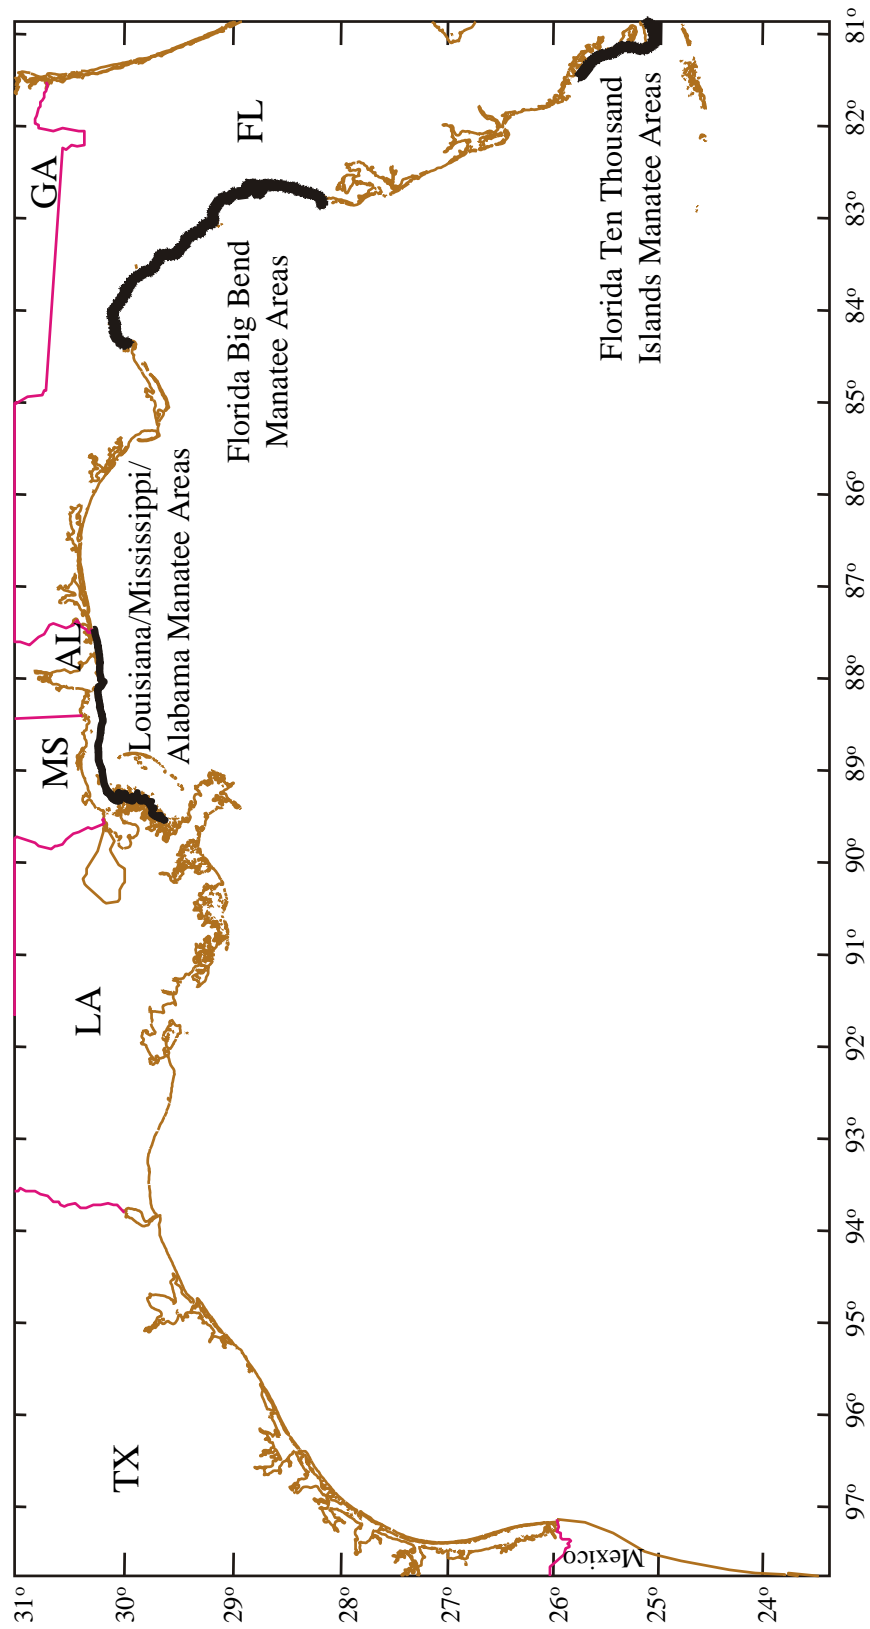 GA
FL
AL
MS
LA
TX
Mexico
Louisiana/Mississippi/
Alabama Manatee Areas
Florida Big Bend
Manatee Areas
Florida Ten Thousand
Islands Manatee Areas
31°
30°
29°
28°
27°
26°
25°
24°
97°
96°
95°
94°
93°
92°
91°
90°
89°
88°
87°
86°
85°
84°
83°
82°
81°